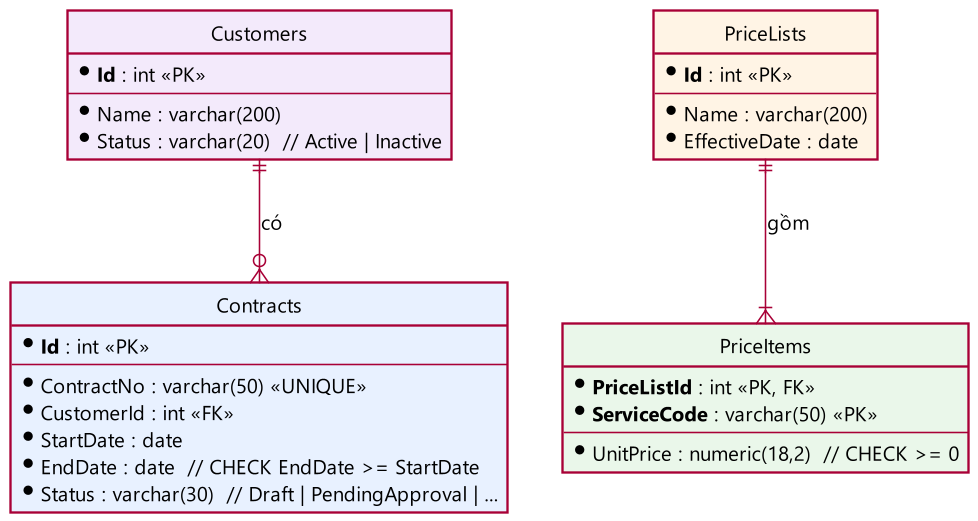 Customers
Id : int «PK»
Name : varchar(200)
Status : varchar(20)  // Active | Inactive
PriceLists
Id : int «PK»
Name : varchar(200)
EffectiveDate : date
có
gồm
Contracts
Id : int «PK»
ContractNo : varchar(50) «UNIQUE»
CustomerId : int «FK»
StartDate : date
EndDate : date  // CHECK EndDate >= StartDate
Status : varchar(30)  // Draft | PendingApproval | ...
PriceItems
PriceListId : int «PK, FK»
ServiceCode : varchar(50) «PK»
UnitPrice : numeric(18,2)  // CHECK >= 0